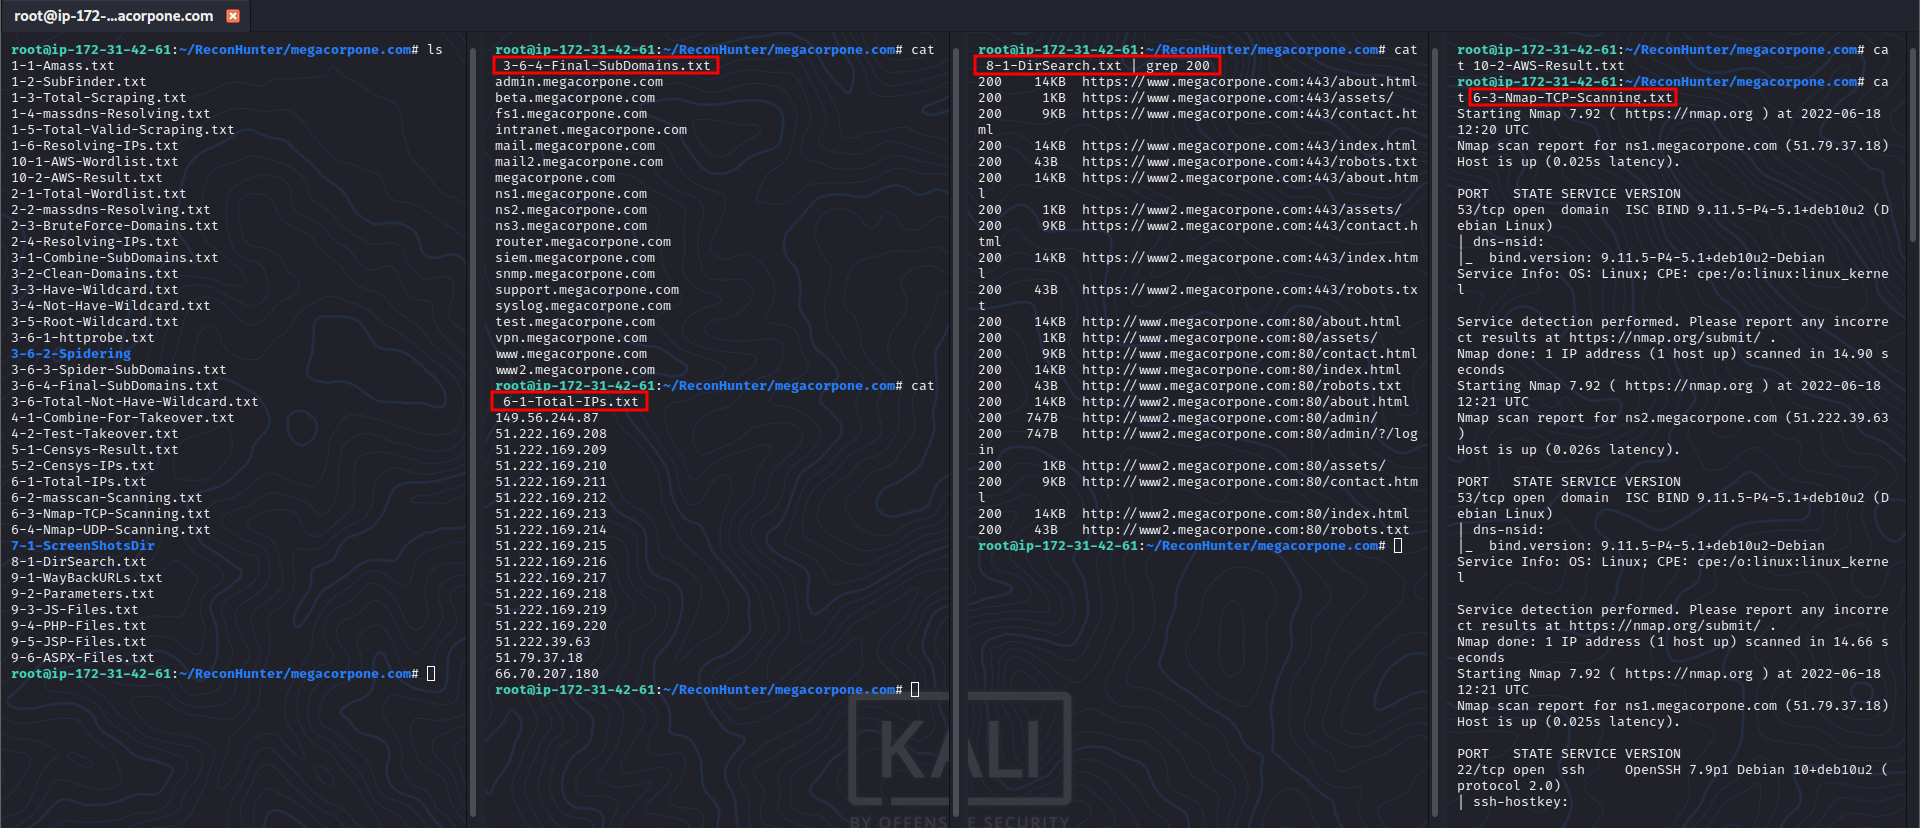 root@ip-172-...acorpone.com
root@ip-172-31-42-61:~/ReconHunter/megacorpone.com# ls
1-1-Amass.txt
1-2-SubFinder.txt
1-3-Total-Scraping.txt
1-4-massdns-Resolving.txt
1-5-Total-Valid-Scraping.txt
1-6-Resolving-IPs.txt
10-1-AWS-Wordlist.txt
10-2-AWS-Result.txt
2-1-Total-Wordlist.txt
2-2-massdns-Resolving.txt
2-3-BruteForce-Domains.txt
2-4-Resolving-IPs.txt
3-1-Combine-SubDomains.txt
3-2-Clean-Domains.txt
3-3-Have-Wildcard.txt
3-4-Not-Have-Wildcard.txt
3-5-Root-Wildcard.txt
3-6-1-httprobe.txt
3-6-2-Spidering
3-6-3-Spider-SubDomains.txt
3-6-4-Final-SubDomains.txt
3-6-Total-Not-Have-Wildcard.txt
4-1-Combine-For-Takeover.txt
4-2-Test-Takeover.txt
5-1-Censys-Result.txt
5-2-Censys-IPs.txt
6-1-Total-IPs.txt
6-2-masscan-Scanning.txt
6-3-Nmap-TCP-Scanning.txt
6-4-Nmap-UDP-Scanning.txt
7-1-ScreenShotsDir
8-1-DirSearch.txt
9-1-WayBackURLs.txt
9-2-Parameters.txt
9-3-JS-Files.txt
9-4-PHP-Files.txt
9-5-JSP-Files.txt
9-6-ASPX-Files.txt
root@ip-172-31-42-61:~/ReconHunter/megacorpone.com#
root@ip-172-31-42-61:~/ReconHunter/megacorpone.com# cat
3-6-4-Final-SubDomains.txt
admin.megacorpone.com
beta.megacorpone.com
fs1.megacorpone.com
intranet.megacorpone.com
mail.megacorpone.com
mail2.megacorpone.com
megacorpone.com
ns1.megacorpone.com
ns2.megacorpone.com
ns3.megacorpone.com
router.megacorpone.com
siem.megacorpone.com
snmp.megacorpone.com
support.megacorpone.com
syslog.megacorpone.com
test.megacorpone.com
vpn.megacorpone.com
www.megacorpone.com
www2.megacorpone.com
root@ip-172-31-42-61:~/ReconHunter/megacorpone.com# cat
6-1-Total-IPs.txt
149.56.244.87
51.222.169.208
51.222.169.209
51.222.169.210
51.222.169.211
51.222.169.212
51.222.169.213
51.222.169.214
51.222.169.215
51.222.169.216
51.222.169.217
51.222.169.218
51.222.169.219
51.222.169.220
51.222.39.63
51.79.37.18
66.70.207.180
root@ip-172-31-42-61:~/ReconHunter/megacorpone.com#
root@ip-172-31-42-61:~/ReconHunter/megacorpone.com# cat
8-1-DirSearch.txt | grep 200
200 14KB https://www.megacorpone.com:443/about.html
200 1KB https://www.megacorpone.com:443/assets/
200 9KB https://www.megacorpone.com:443/contact.ht
ml
200 14KB https://www.megacorpone.com:443/index.html
200 43B https://www.megacorpone.com:443/robots.txt
200 14KB https://www2.megacorpone.com:443/about.htm
l
200 1KB https://www2.megacorpone.com:443/assets/
200 9KB https://www2.megacorpone.com:443/contact.h
tml
200 14KB https://www2.megacorpone.com:443/index.htm
l
200 43B https://www2.megacorpone.com:443/robots.tx
t
200 14KB http://www.megacorpone.com:80/about.html
200 1KB http://www.megacorpone.com:80/assets/
200 9KB http://www.megacorpone.com:80/contact.html
200 14KB http://www.megacorpone.com:80/index.html
200 43B http://www.megacorpone.com:80/robots.txt
200 14KB http://www2.megacorpone.com:80/about.html
200 747B http://www2.megacorpone.com:80/admin/
200 747B http://www2.megacorpone.com:80/admin/?/log
in
200 1KB http://www2.megacorpone.com:80/assets/
200 9KB http://www2.megacorpone.com:80/contact.htm
l
200 14KB http://www2.megacorpone.com:80/index.html
200 43B http://www2.megacorpone.com:80/robots.txt
root@ip-172-31-42-61:~/ReconHunter/megacorpone.com#
root@ip-172-31-42-61:~/ReconHunter/megacorpone.com# ca
t 10-2-AWS-Result.txt
root@ip-172-31-42-61:~/ReconHunter/megacorpone.com# ca
t 6-3-Nmap-TCP-Scanning.txt
Starting Nmap 7.92 ( https://nmap.org ) at 2022-06-18
12:20 UTC
Nmap scan report for ns1.megacorpone.com (51.79.37.18)
Host is up (0.025s latency).
PORT STATE SERVICE VERSION
53/tcp open domain ISC BIND 9.11.5-P4-5.1+deb10u2 (D
ebian Linux)
| dns-nsid:
|_ bind.version: 9.11.5-P4-5.1+deb10u2-Debian
Service Info: OS: Linux; CPE: cpe:/o:linux:linux_kerne
l
Service detection performed. Please report any incorre
ct results at https://nmap.org/submit/ .
Nmap done: 1 IP address (1 host up) scanned in 14.90 s
econds
Starting Nmap 7.92 ( https://nmap.org ) at 2022-06-18
12:21 UTC
Nmap scan report for ns2.megacorpone.com (51.222.39.63
)
Host is up (0.026s latency).
PORT STATE SERVICE VERSION
53/tcp open domain ISC BIND 9.11.5-P4-5.1+deb10u2 (D
ebian Linux)
| dns-nsid:
|_ bind.version: 9.11.5-P4-5.1+deb10u2-Debian
Service Info: OS: Linux; CPE: cpe:/o:linux:linux_kerne
l
Service detection performed. Please report any incorre
ct results at https://nmap.org/submit/ .
Nmap done: 1 IP address (1 host up) scanned in 14.66 s
econds
Starting Nmap 7.92 ( https://nmap.org ) at 2022-06-18
12:21 UTC
Nmap scan report for ns1.megacorpone.com (51.79.37.18)
Host is up (0.025s latency).
PORT STATE SERVICE VERSION
22/tcp open ssh OpenSSH 7.9p1 Debian 10+deb10u2 (
protocol 2.0)
| ssh-hostkey:
KALI
BY OFFENSIVE SECURITY